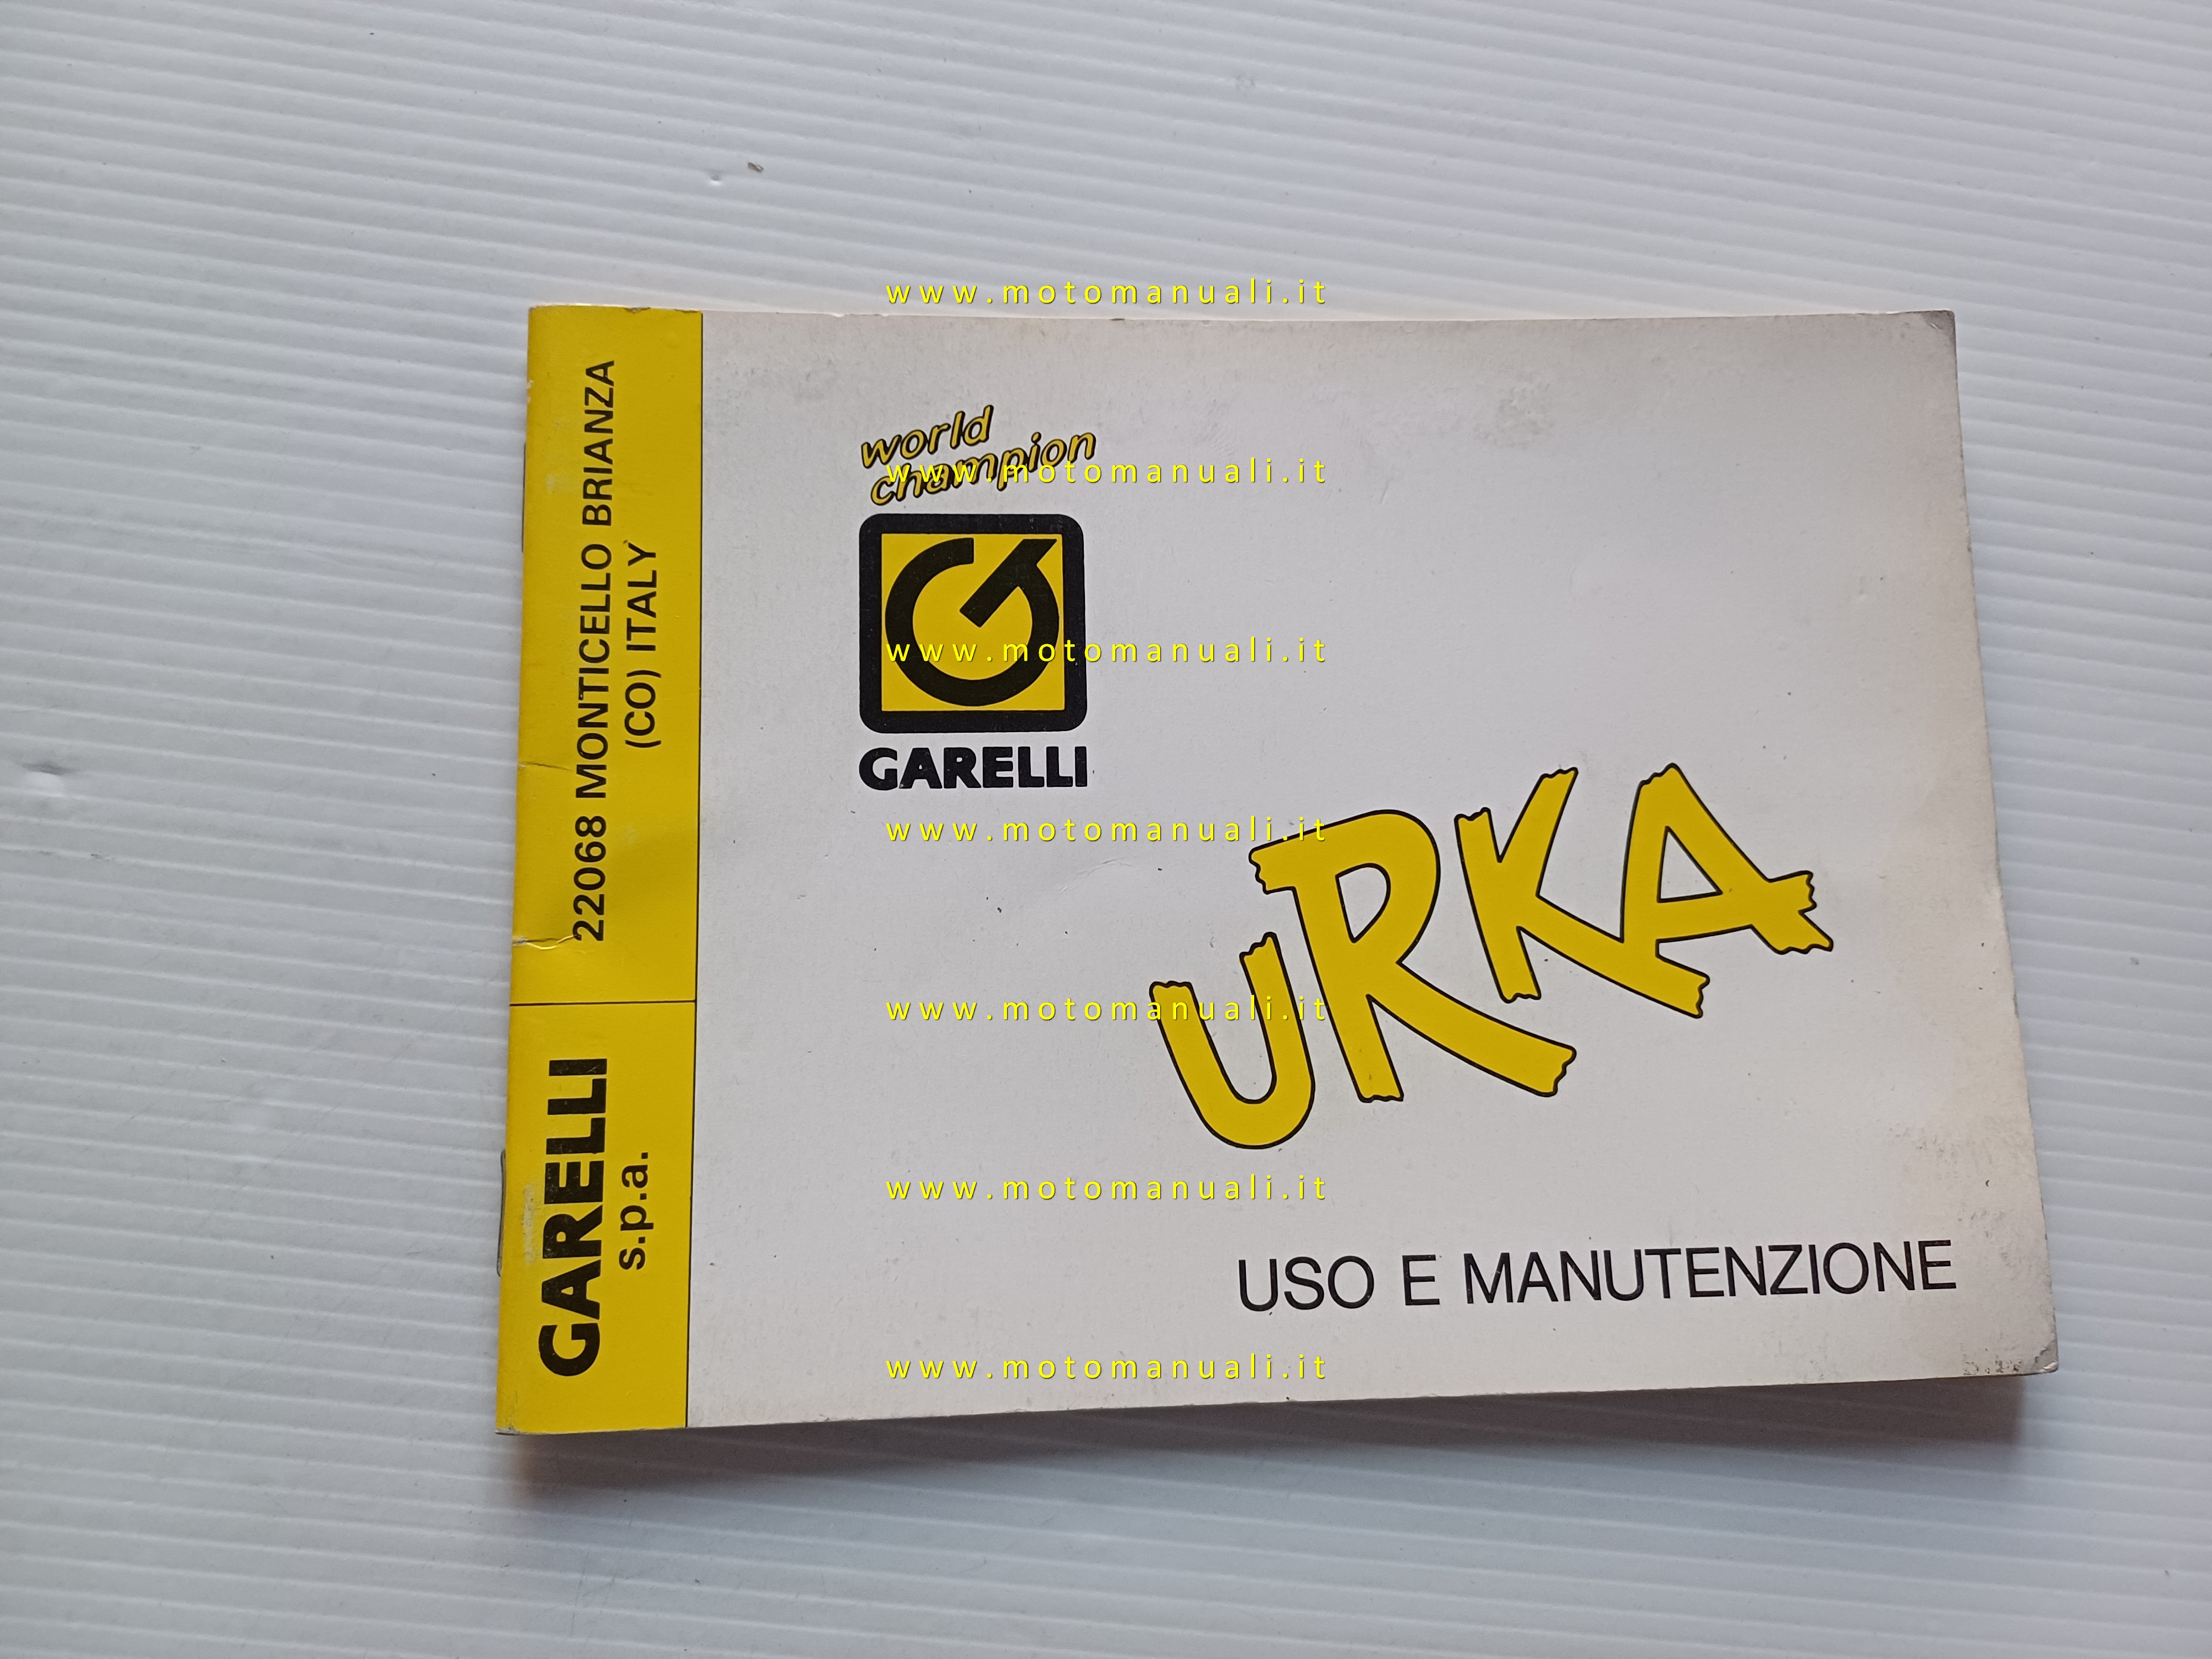 www.motomanuali.it
world
champion
www.motomanuali.it
www.motomanuali.it
GARELLI
www.motomanuali.it
URKA
www.motomanuali.it
www.motomanuali.it
USO E MANUTENZIONE
www.motomanuali.it
22068 MONTICELLO BRIANZA
(CO) ITALY
GARELLI
s.p.a.